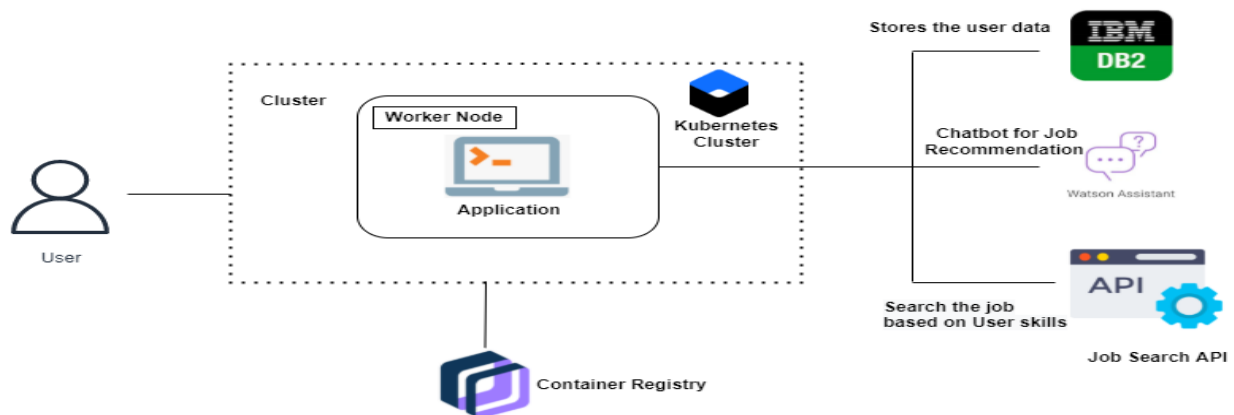 Stores the user data
IBM
DB2
Cluster
Worker Node
Kubernetes
Cluster
Chatbot for Job
Recommendation
?
Watson Assistant
Application
User
API
Search the job
based on User skills
Job Search API
Container Registry